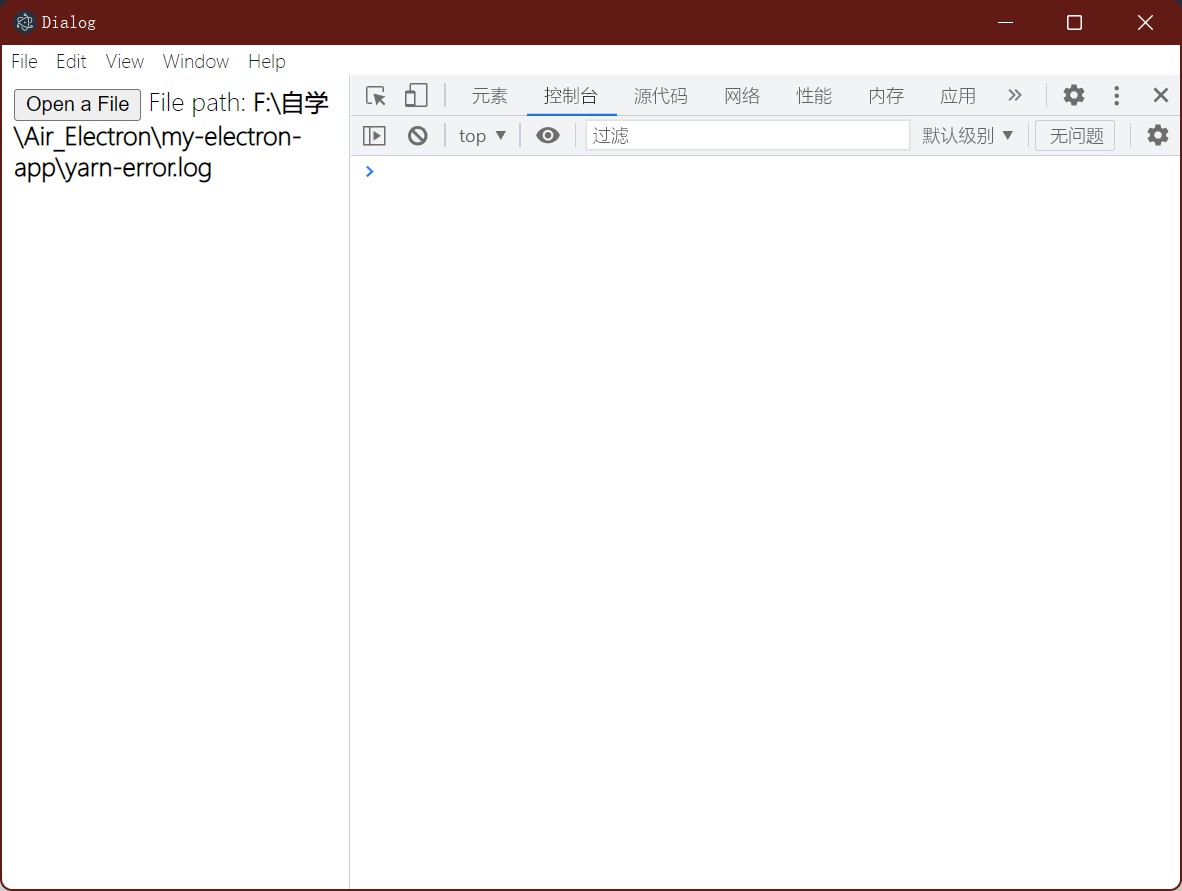 Dialog
File Edit View Window Help
Open a File File path: F:\自学
\Air_Electron\my-electron-
app\yarn-error.log
元素 控制台 源代码 网络 性能 内存 应用
top 过滤 默认级别 无问题